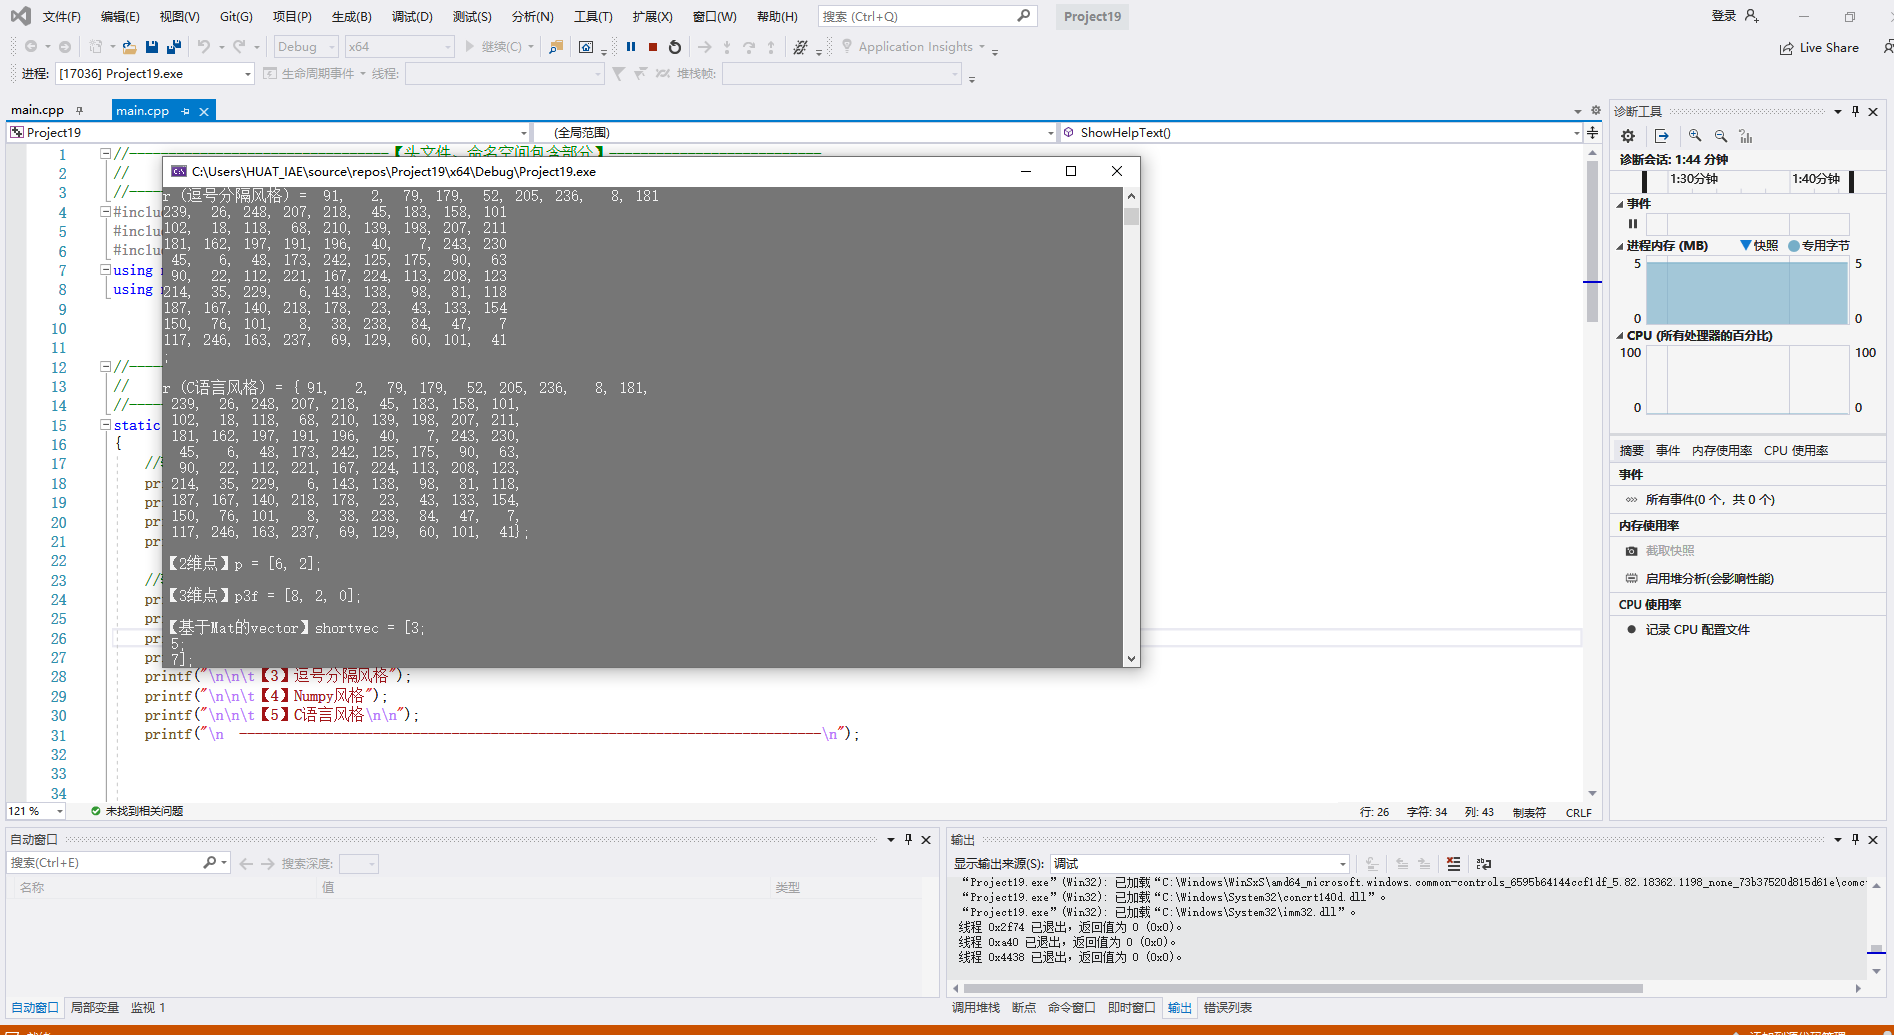 文件(F) 编辑(E) 视图(V) Git(G) 项目(P) 生成(B) 调试(D) 测试(S) 分析(N) 工具(T) 扩展(X) 窗口(W) 帮助(H) 搜索 (Ctrl+Q) Project19 登录
Debug x64 继续(C) Application Insights Live Share
进程: [17036] Project19.exe 生命周期事件 线程: 堆栈帧:
main.cpp main.cpp
Project19 (全局范围) ShowHelpText()
1 //---------------------------------【头文件、命名空间包含部分】----------------------------
2 //
3 //----
4 #inclu
5 #inclu
6 #inclu
7 using
8 using
9
10
11
12 //----
13 //
14 //----
15 static
16 {
17 //
18 pr
19 pr
20 pr
21 pr
22
23 //
24 pr
25 pr
26 pr
27 pr
28 printf("\n\n\t【3】逗号分隔风格");
29 printf("\n\n\t【4】Numpy风格");
30 printf("\n\n\t【5】C语言风格\n\n");
31 printf("\n --------------------------------------------------------------------------\n");
32
33
34
C:\Users\HUAT_IAE\source\repos\Project19\x64\Debug\Project19.exe
r (逗号分隔风格) = 91, 2, 79, 179, 52, 205, 236, 8, 181
239, 26, 248, 207, 218, 45, 183, 158, 101
102, 18, 118, 68, 210, 139, 198, 207, 211
181, 162, 197, 191, 196, 40, 7, 243, 230
45, 6, 48, 173, 242, 125, 175, 90, 63
90, 22, 112, 221, 167, 224, 113, 208, 123
214, 35, 229, 6, 143, 138, 98, 81, 118
187, 167, 140, 218, 178, 23, 43, 133, 154
150, 76, 101, 8, 38, 238, 84, 47, 7
117, 246, 163, 237, 69, 129, 60, 101, 41
;
r (C语言风格) = { 91, 2, 79, 179, 52, 205, 236, 8, 181,
239, 26, 248, 207, 218, 45, 183, 158, 101,
102, 18, 118, 68, 210, 139, 198, 207, 211,
181, 162, 197, 191, 196, 40, 7, 243, 230,
45, 6, 48, 173, 242, 125, 175, 90, 63,
90, 22, 112, 221, 167, 224, 113, 208, 123,
214, 35, 229, 6, 143, 138, 98, 81, 118,
187, 167, 140, 218, 178, 23, 43, 133, 154,
150, 76, 101, 8, 38, 238, 84, 47, 7,
117, 246, 163, 237, 69, 129, 60, 101, 41};
【2维点】p = [6, 2];
【3维点】p3f = [8, 2, 0];
【基于Mat的vector】shortvec = [3;
5;
7];
121 % 未找到相关问题 行: 26 字符: 34 列: 43 制表符 CRLF
诊断工具
诊断会话: 1:44 分钟
1:30分钟 1:40分钟
事件
进程内存 (MB) 快照 专用字节
5 5
0 0
CPU (所有处理器的百分比)
100 100
0 0
摘要 事件 内存使用率 CPU 使用率
事件
所有事件(0 个，共 0 个)
内存使用率
截取快照
启用堆分析(会影响性能)
CPU 使用率
记录 CPU 配置文件
自动窗口
搜索(Ctrl+E) 搜索深度:
名称 值 类型
自动窗口 局部变量 监视 1
输出
显示输出来源(S): 调试
“Project19.exe”(Win32): 已加载“C:\Windows\WinSxS\amd64_microsoft.windows.common-controls_6595b64144ccf1df_5.82.18362.1198_none_73b37520d815d61e\comc
“Project19.exe”(Win32): 已加载“C:\Windows\System32\concrt140d.dll”。
“Project19.exe”(Win32): 已加载“C:\Windows\System32\imm32.dll”。
线程 0x2f74 已退出，返回值为 0 (0x0)。
线程 0xa40 已退出，返回值为 0 (0x0)。
线程 0x4438 已退出，返回值为 0 (0x0)。
调用堆栈 断点 命令窗口 即时窗口 输出 错误列表